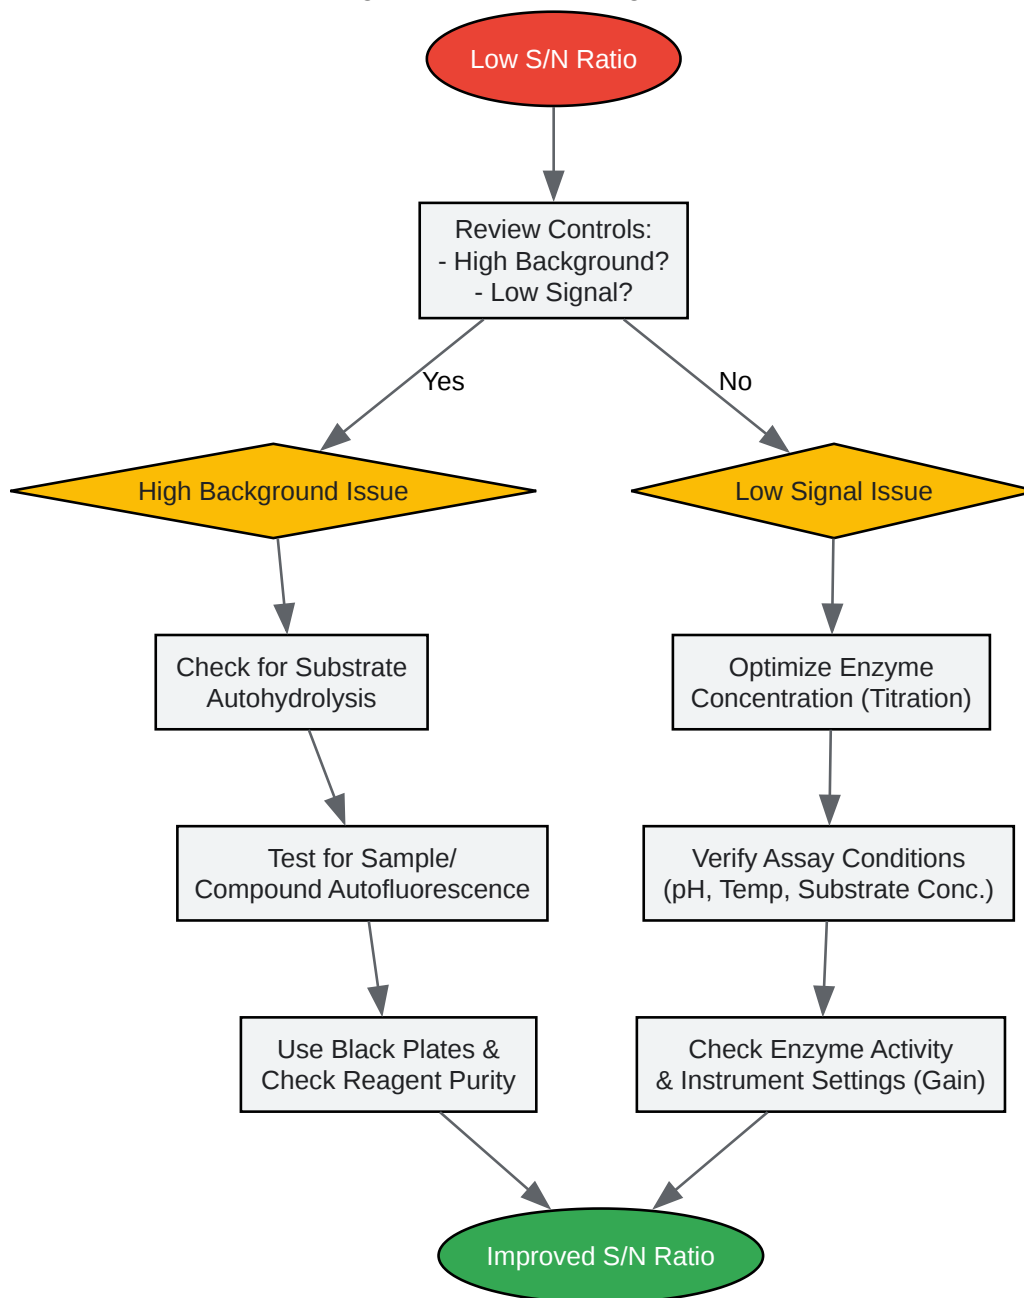 Low S/N Ratio
Review Controls:
- High Background?
- Low Signal?
Yes
No
High Background Issue
Low Signal Issue
Check for Substrate
Autohydrolysis
Optimize Enzyme
Concentration (Titration)
Test for Sample/
Compound Autofluorescence
Verify Assay Conditions
(pH, Temp, Substrate Conc.)
Use Black Plates &
Check Reagent Purity
Check Enzyme Activity
& Instrument Settings (Gain)
Improved S/N Ratio